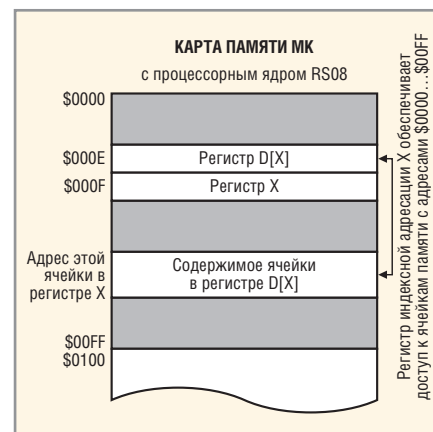 КАРТА ПАМЯТИ МК
с процессорным ядром RS08
$0000
$000E
Регистр D[X]
$000F
Регистр X
Адрес этой
ячейки в
регистре X
Содержимое ячейки
в регистре D[X]
$00FF
$0100
Регистр индексной адресации X обеспечивает
доступ к ячейкам памяти с адресами $0000...$00FF